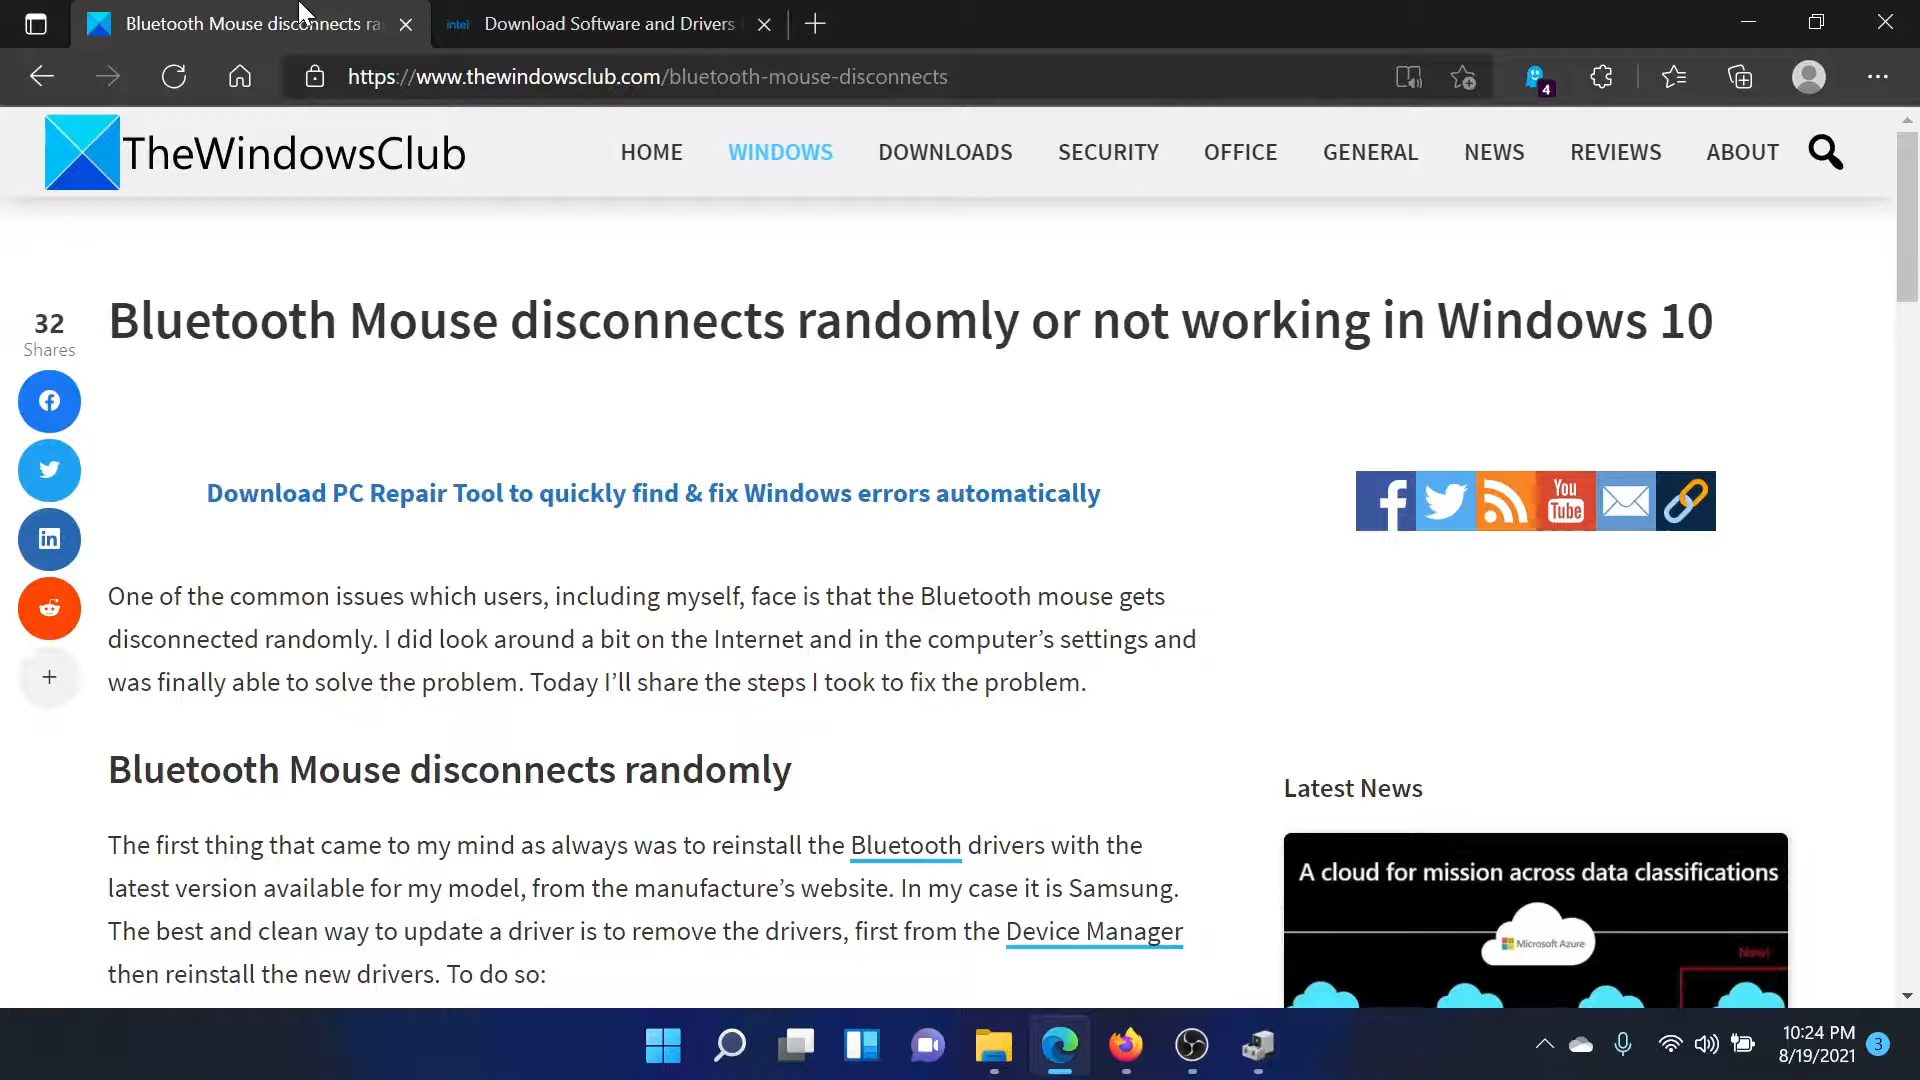 Bluetooth Mouse disconnects ra
intel Download Software and Drivers
https://www.thewindowsclub.com/bluetooth-mouse-disconnects
4
TheWindowsClub
HOME WINDOWS DOWNLOADS SECURITY OFFICE GENERAL NEWS REVIEWS ABOUT
32
Shares
Bluetooth Mouse disconnects randomly or not working in Windows 10
Download PC Repair Tool to quickly find & fix Windows errors automatically
You
Tube
One of the common issues which users, including myself, face is that the Bluetooth mouse gets
disconnected randomly. I did look around a bit on the Internet and in the computer’s settings and
was finally able to solve the problem. Today I’ll share the steps I took to fix the problem.
Bluetooth Mouse disconnects randomly
The first thing that came to my mind as always was to reinstall the Bluetooth drivers with the
latest version available for my model, from the manufacture’s website. In my case it is Samsung.
The best and clean way to update a driver is to remove the drivers, first from the Device Manager
then reinstall the new drivers. To do so:
Latest News
A cloud for mission across data classifications
Microsoft Azure
New!
10:24 PM
8/19/2021
3